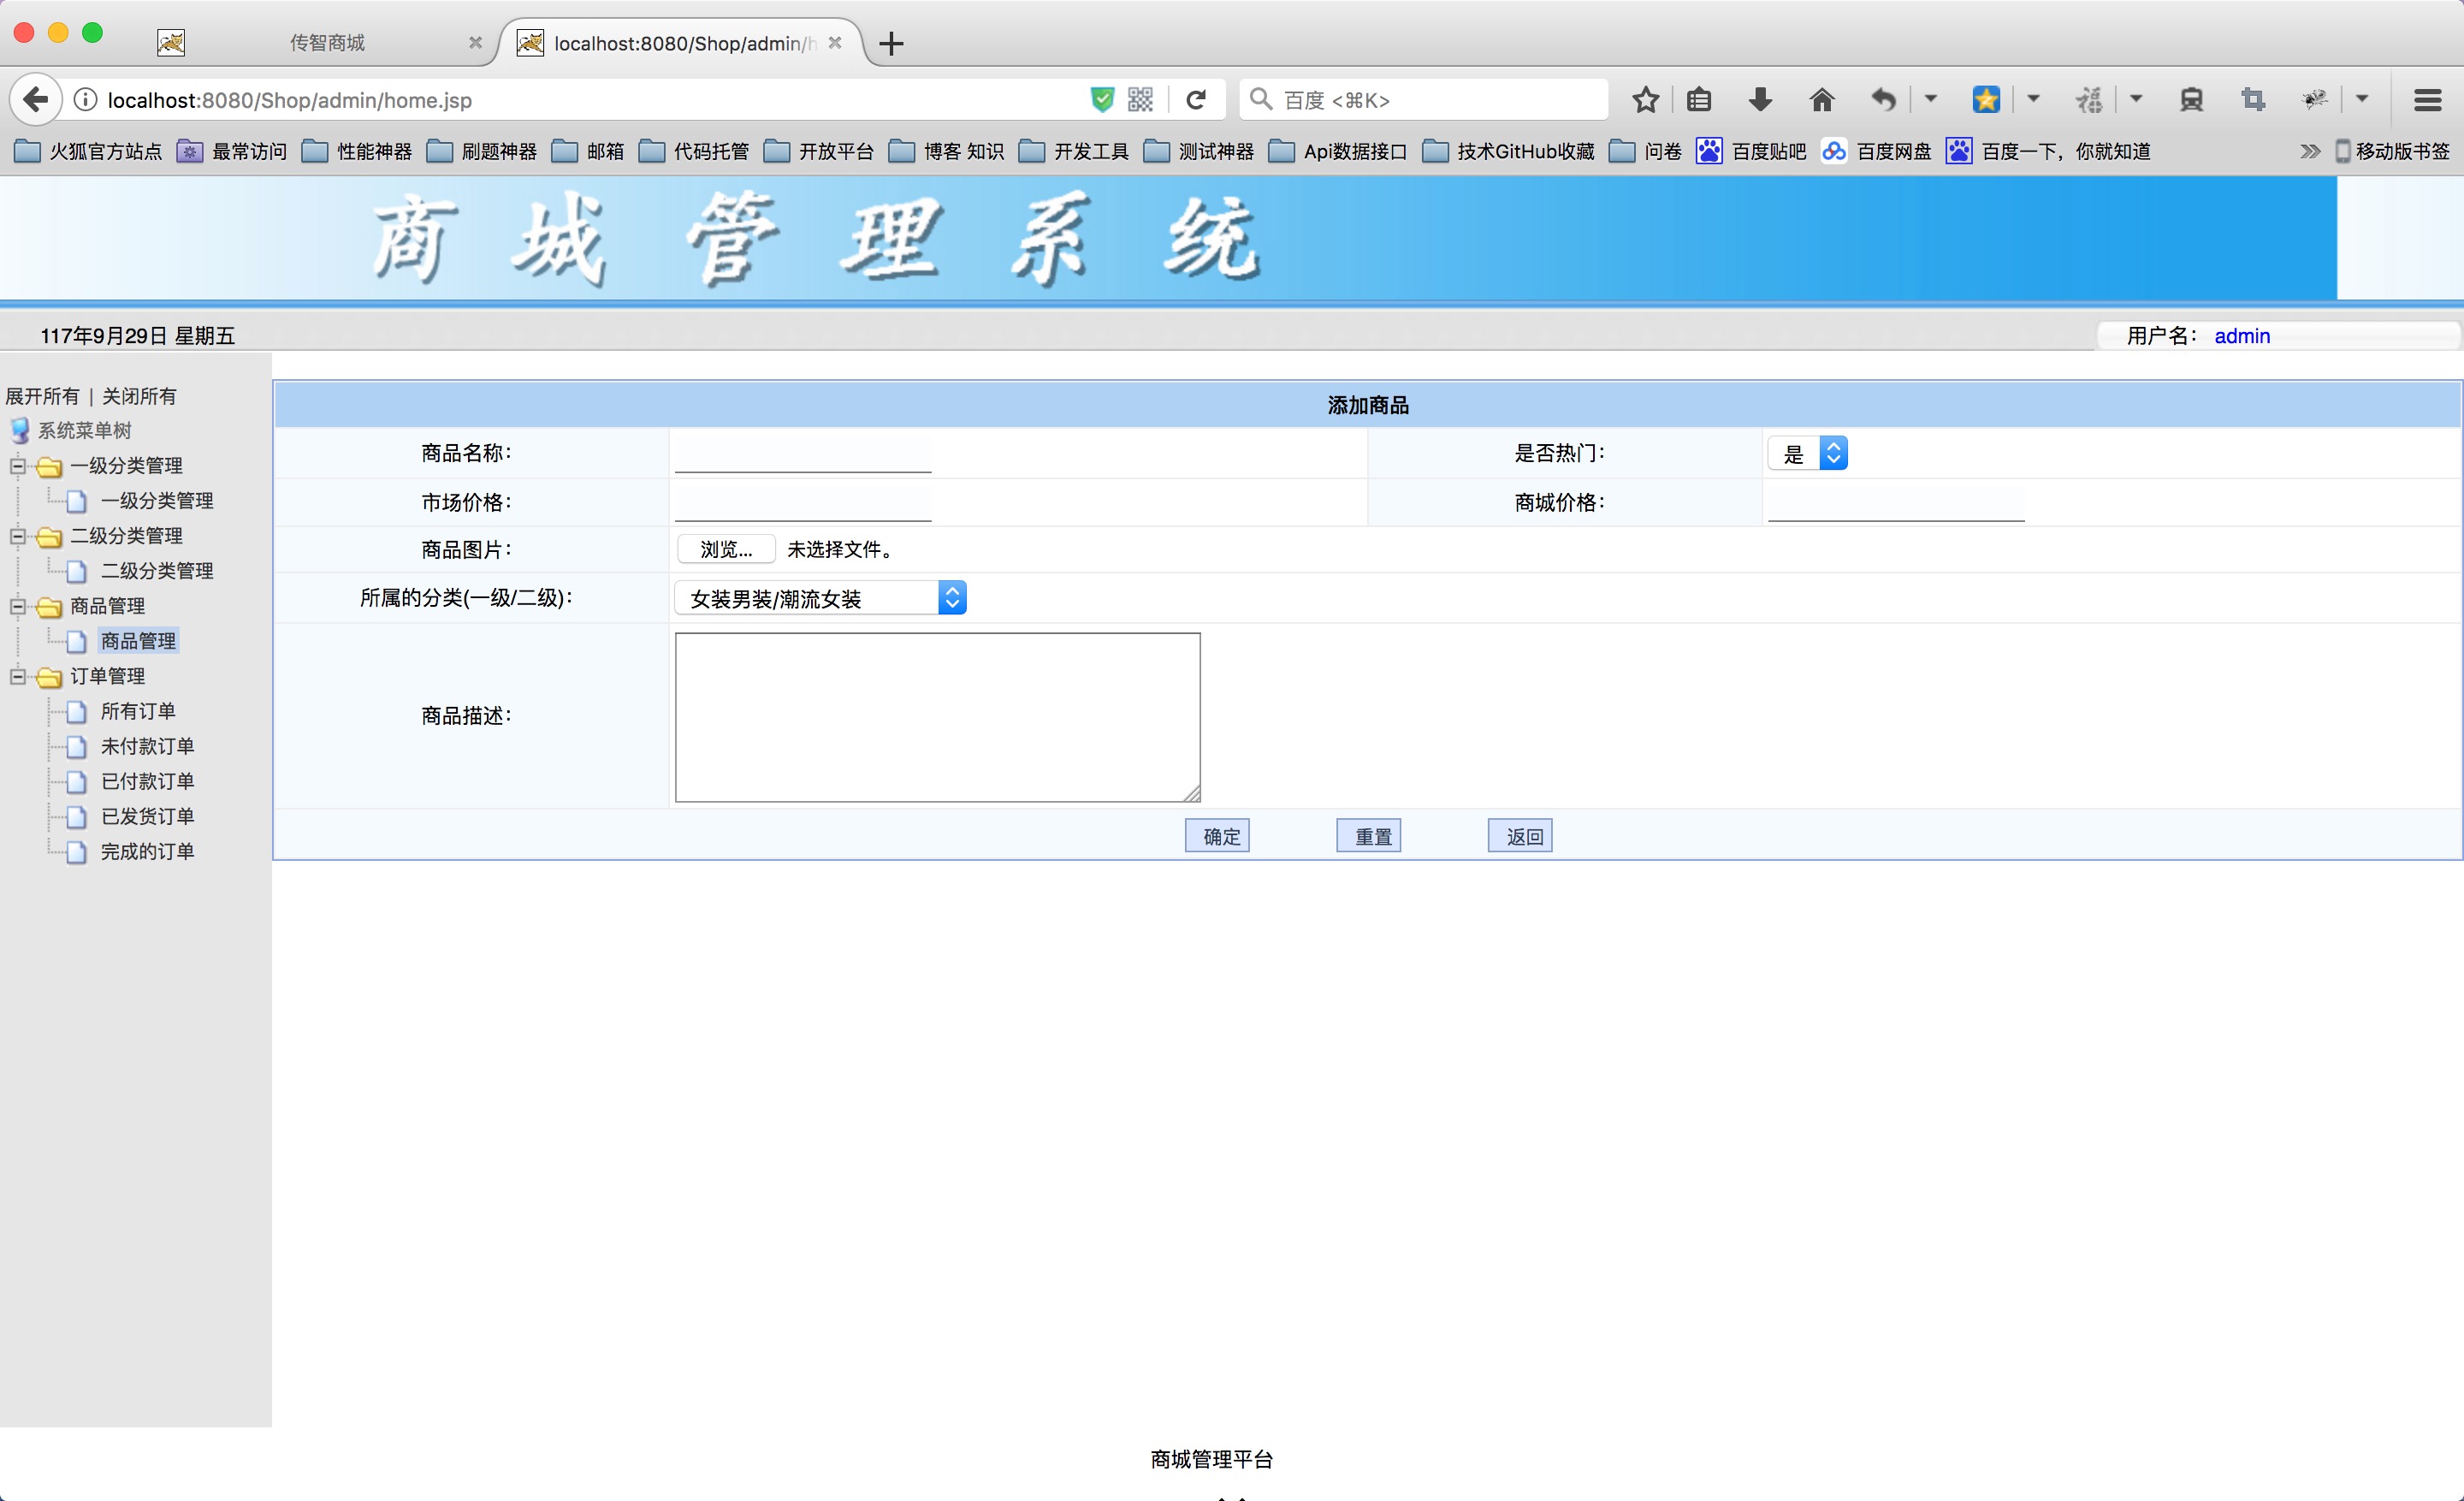 传智商城
localhost:8080/Shop/admin/h
localhost:8080/Shop/admin/home.jsp
百度 <⌘K>
火狐官方站点 最常访问 性能神器 刷题神器 邮箱 代码托管 开放平台 博客 知识 开发工具 测试神器 Api数据接口 技术GitHub收藏 问卷 百度贴吧 百度网盘 百度一下，你就知道 移动版书签
商城管理系统
117年9月29日 星期五
用户名： admin
展开所有 | 关闭所有
系统菜单树
一级分类管理
一级分类管理
二级分类管理
二级分类管理
商品管理
商品管理
订单管理
所有订单
未付款订单
已付款订单
已发货订单
完成的订单
添加商品
商品名称：
是否热门： 是
市场价格：
商城价格：
商品图片： 浏览... 未选择文件。
所属的分类(一级/二级)： 女装男装/潮流女装
商品描述：
确定 重置 返回
商城管理平台